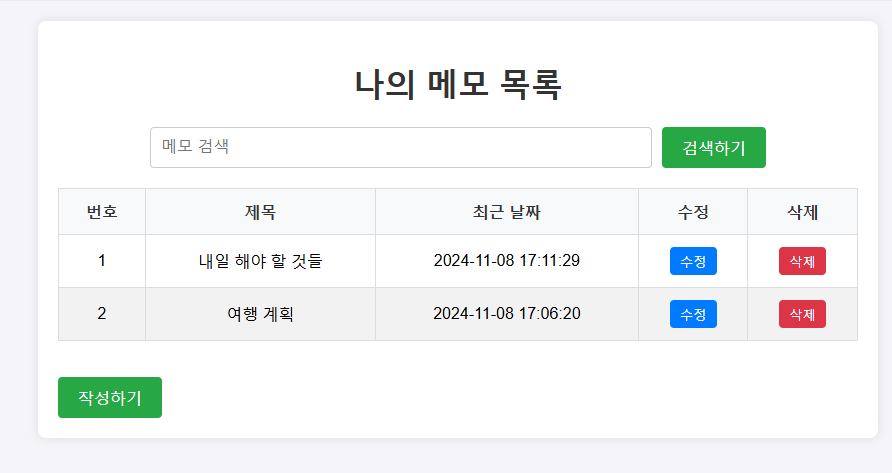 나의 메모 목록
메모 검색 검색하기
번호 제목 최근 날짜 수정 삭제
1 내일 해야 할 것들 2024-11-08 17:11:29 수정 삭제
2 여행 계획 2024-11-08 17:06:20 수정 삭제
작성하기